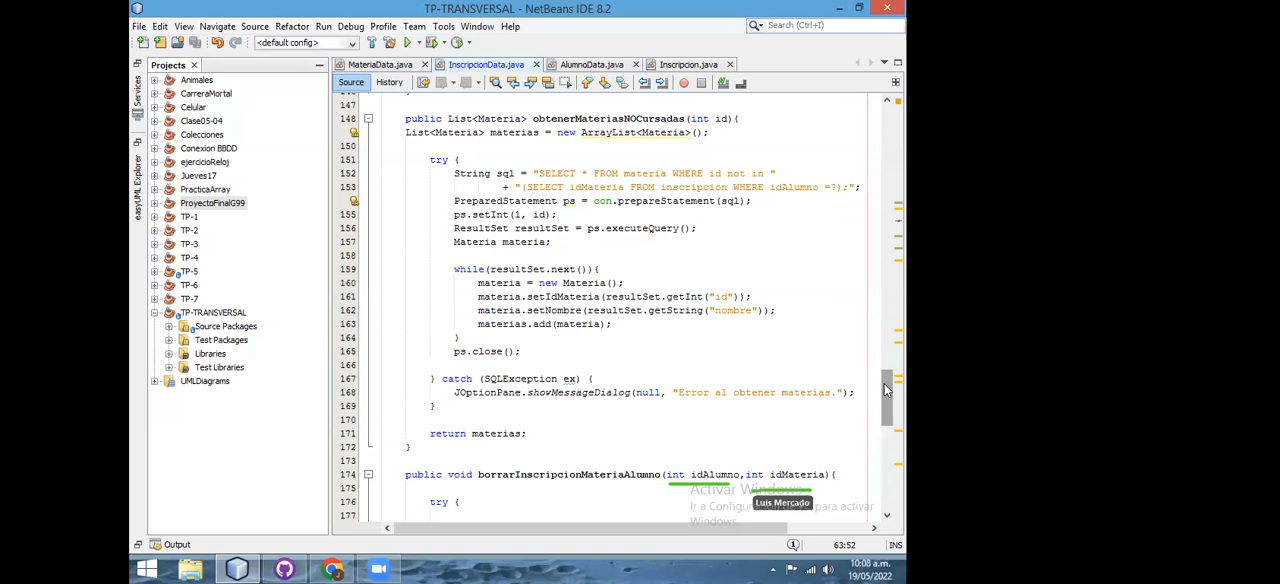 TP-TRANSVERSAL - NetBeans IDE 8.2
File Edit View Navigate Source Refactor Run Debug Profile Team Tools Window Help
Search (Ctrl+I)
<default config>
Projects
MateriaData.java InscripcionData.java AlumnoData.java Inscripcion.java
Source History
Services
easyUML Explorer
Animales
CarreraMortal
Celular
Clase05-04
Colecciones
Conexion BBDD
ejercicioReloj
Jueves17
PracticaArray
ProyectoFinalG99
TP-1
TP-2
TP-3
TP-4
TP-5
TP-6
TP-7
TP-TRANSVERSAL
Source Packages
Test Packages
Libraries
Test Libraries
UMLDiagrams
147
148 public List<Materia> obtenerMateriasNOCursadas(int id){
List<Materia> materias = new ArrayList<Materia>();
150
151 try {
152 String sql = "SELECT * FROM materia WHERE id not in "
153 + "(SELECT idMateria FROM inscripcion WHERE idAlumno =?);";
PreparedStatement ps = con.prepareStatement(sql);
155 ps.setInt(1, id);
156 ResultSet resultSet = ps.executeQuery();
157 Materia materia;
158
159 while(resultSet.next()){
160 materia = new Materia();
161 materia.setIdMateria(resultSet.getInt("id"));
162 materia.setNombre(resultSet.getString("nombre"));
163 materias.add(materia);
164 }
165 ps.close();
166
167 } catch (SQLException ex) {
168 JOptionPane.showMessageDialog(null, "Error al obtener materias.");
169 }
170
171 return materias;
172 }
173
174 public void borrarInscripcionMateriaAlumno(int idAlumno,int idMateria){
175
176 try {
177
Activar Windows
Luis Mercado
Ir a Configuración para activar
Windows.
Output
1
63:52 INS
10:08 a.m.
19/05/2022